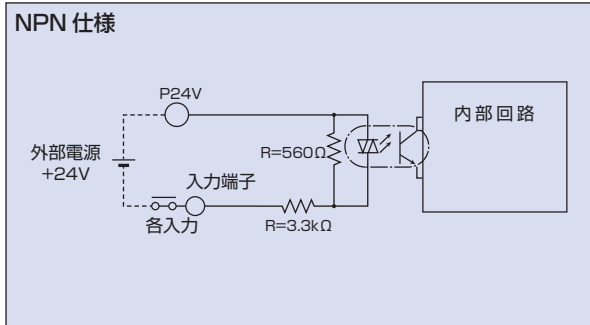 NPN 仕様
P24V
内部回路
外部電源
+24V
R=560Ω
入力端子
各入力
R=3.3kΩ